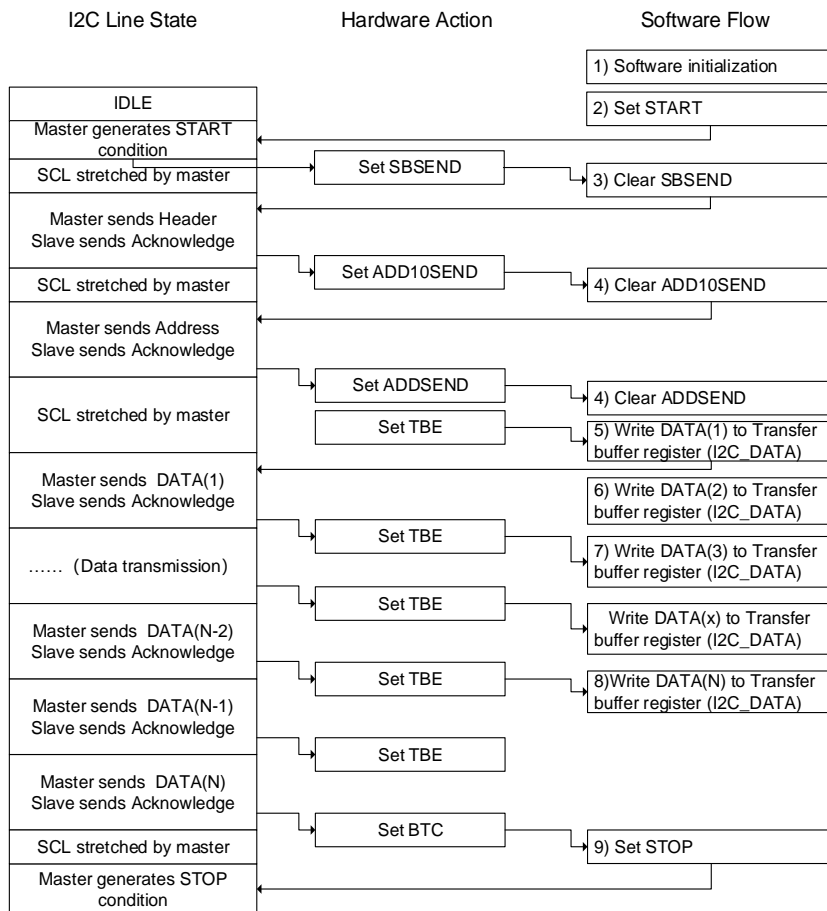 I2C Line State
Hardware Action
Software Flow
1) Software initialization
IDLE
2) Set START
Master generates START
condition
SCL stretched by master
Set SBSEND
3) Clear SBSEND
Master sends Header
Slave sends Acknowledge
SCL stretched by master
Set ADD10SEND
4) Clear ADD10SEND
Master sends Address
Slave sends Acknowledge
SCL stretched by master
Set ADDSEND
4) Clear ADDSEND
Set TBE
5) Write DATA(1) to Transfer
buffer register (I2C_DATA)
Master sends DATA(1)
Slave sends Acknowledge
6) Write DATA(2) to Transfer
buffer register (I2C_DATA)
Set TBE
7) Write DATA(3) to Transfer
buffer register (I2C_DATA)
…… (Data transmission)
Set TBE
Write DATA(x) to Transfer
buffer register (I2C_DATA)
Master sends DATA(N-2)
Slave sends Acknowledge
Set TBE
8)Write DATA(N) to Transfer
buffer register (I2C_DATA)
Master sends DATA(N-1)
Slave sends Acknowledge
Set TBE
Master sends DATA(N)
Slave sends Acknowledge
Set BTC
SCL stretched by master
9) Set STOP
Master generates STOP
condition